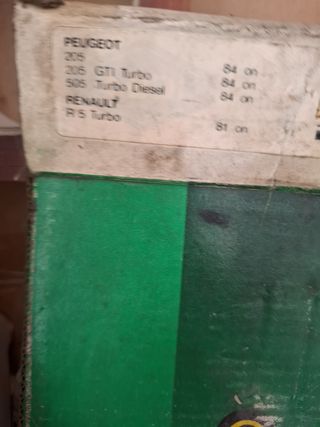 PEUGEOT
205
205 GTI Turbo 84 on
505 Turbo Diesel 84 on
84 on
RENAULT
R 5 Turbo 81 on